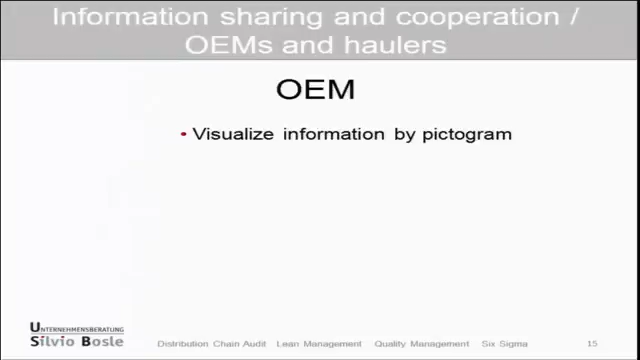 Information sharing and cooperation /
OEMs and haulers
OEM
• Visualize information by pictogram
UNTERNEHMENSBERATUNG
Silvio Bosle
Distribution Chain Audit Lean Management Quality Management Six Sigma 15